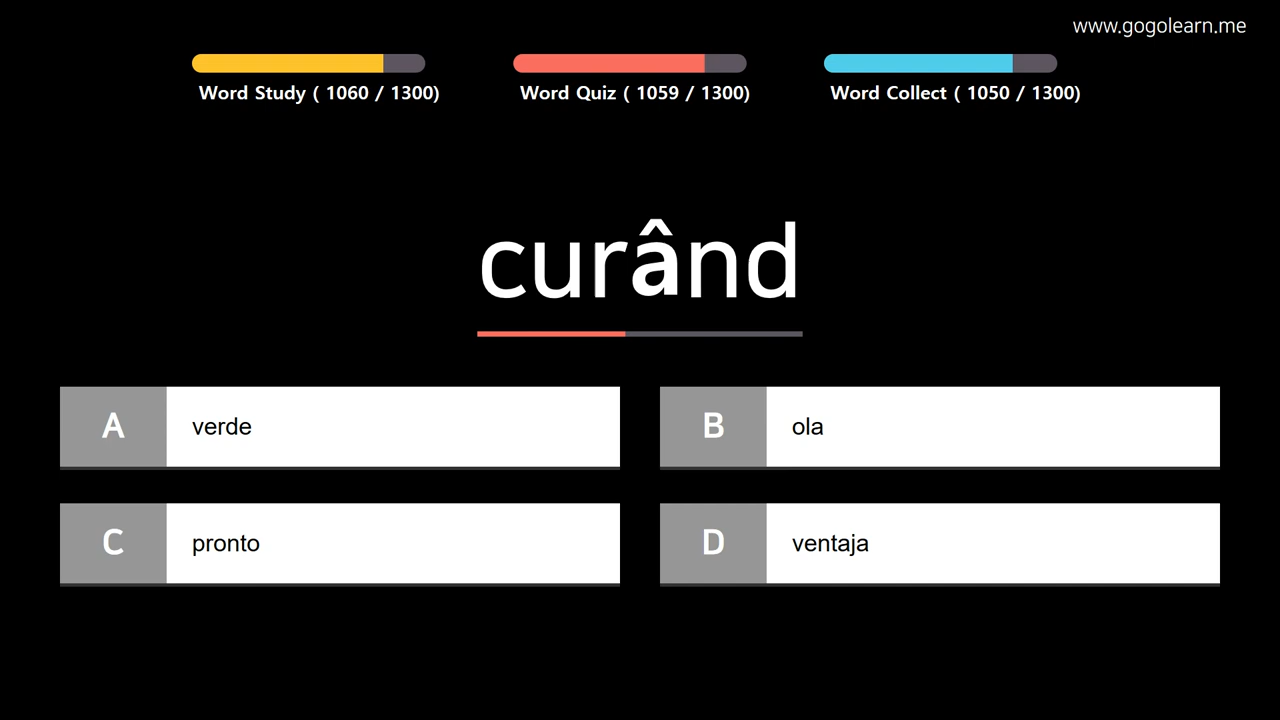 www.gogolearn.me
Word Study ( 1060 / 1300)
Word Quiz ( 1059 / 1300)
Word Collect ( 1050 / 1300)
curând
A verde
B ola
C pronto
D ventaja